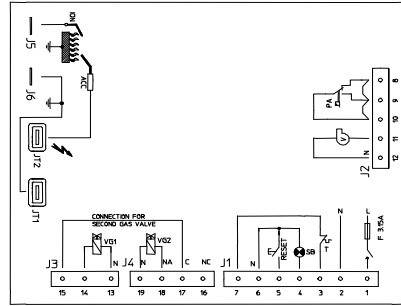 J5
ION
J6
ACC
JT2
JT1
PA
8
9
10
V
11
N
12
J2
CONNECTION FOR
SECOND GAS VALVE
VG1
VG2
J3
N
J4
N
NA
C
NC
J1
N
RESET
SB
T
N
L
F 3.15A
15
14
13
19
18
17
16
7
6
5
4
3
2
1